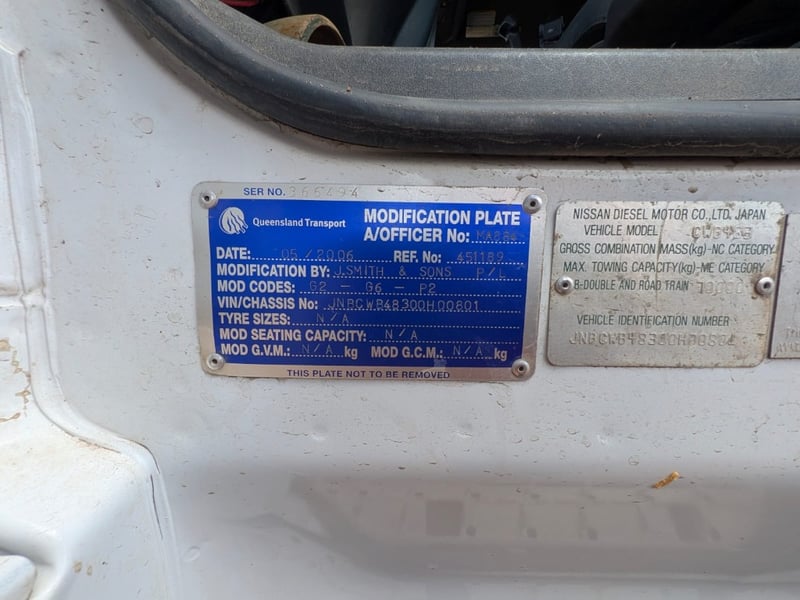 SER NO. 366494
Queensland Transport
MODIFICATION PLATE
A/OFFICER No:
DATE: 05 / 2006 REF. No: 451189
MODIFICATION BY: J.SMITH & SONS P/L
MOD CODES: G2 - G6 - P2
VIN/CHASSIS No: JNBCWB48300H00801
TYRE SIZES: N/A
MOD SEATING CAPACITY: N/A
MOD G.V.M.: N/A kg MOD G.C.M.: N/A kg
THIS PLATE NOT TO BE REMOVED
NISSAN DIESEL MOTOR CO.,LTD. JAPAN
VEHICLE MODEL
GROSS COMBINATION MASS(kg)-NC CATEGORY
MAX. TOWING CAPACITY(kg)-ME CATEGORY
B-DOUBLE AND ROAD TRAIN
VEHICLE IDENTIFICATION NUMBER